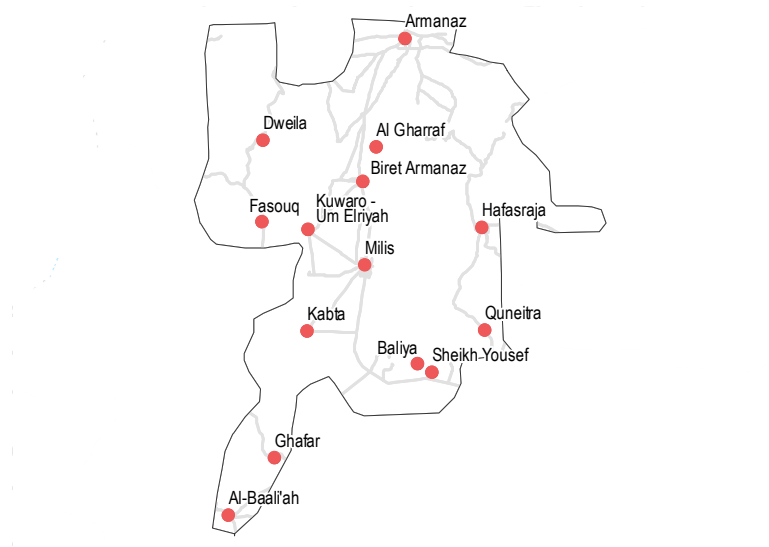 Armanaz
Dweila
Al Gharraf
Biret Armanaz
Fasouq
Kuwaro -
Um Elriyah
Hafasraja
Milis
Kabta
Quneitra
Baliya
Sheikh Yousef
Ghafar
Al-Baali'ah